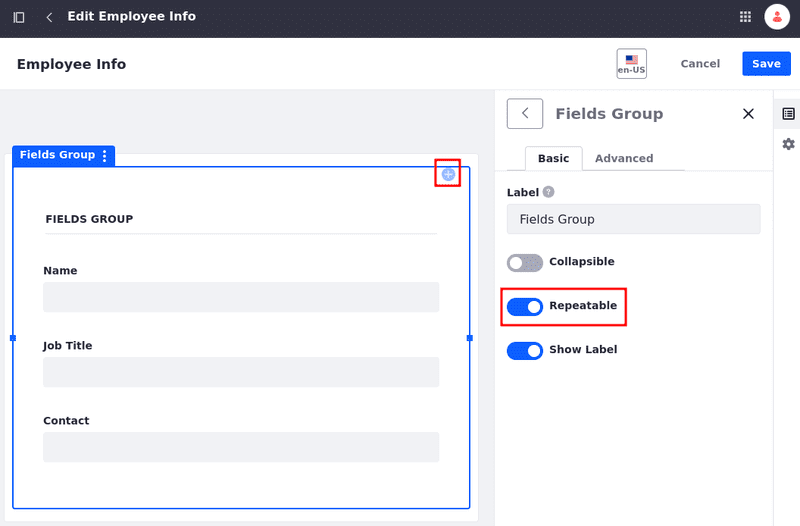 Edit Employee Info
Employee Info
en-US
Cancel
Save
Fields Group
FIELDS GROUP
Name
Job Title
Contact
Fields Group
Basic
Advanced
Label ?
Fields Group
Collapsible
Repeatable
Show Label